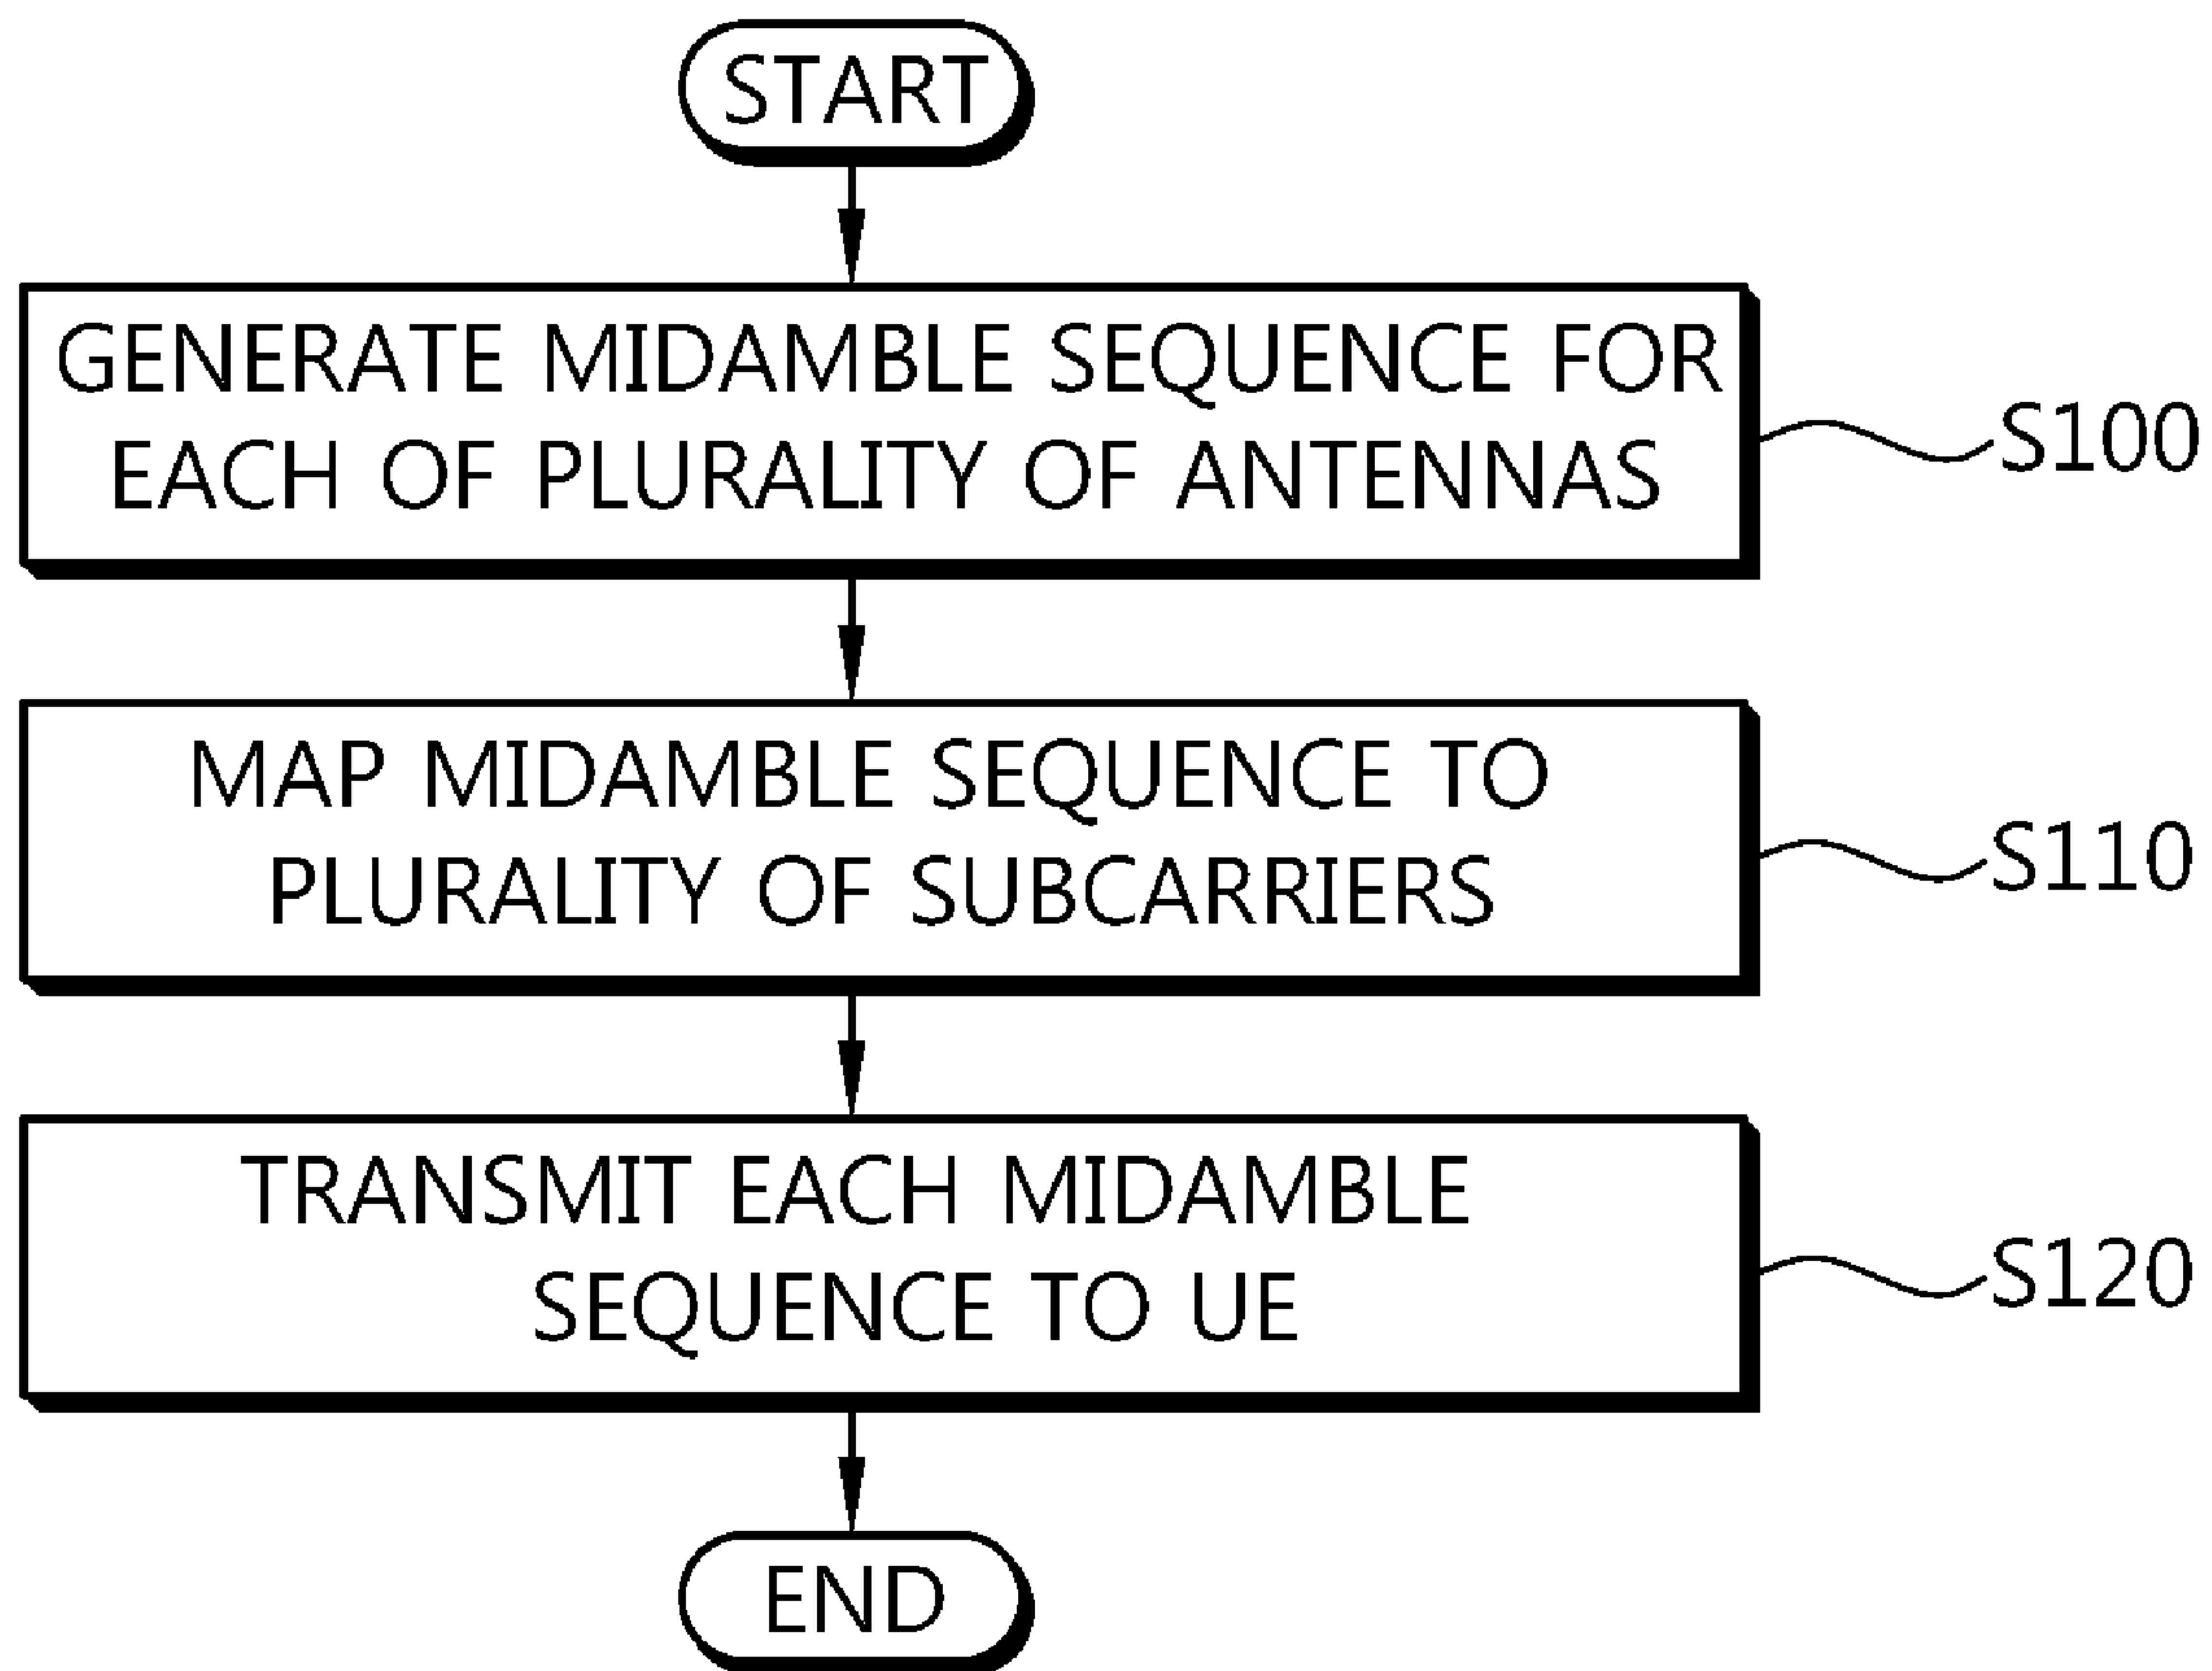 START
GENERATE MIDAMBLE SEQUENCE FOR
EACH OF PLURALITY OF ANTENNAS
S100
MAP MIDAMBLE SEQUENCE TO
PLURALITY OF SUBCARRIERS
S110
TRANSMIT EACH MIDAMBLE
SEQUENCE TO UE
S120
END